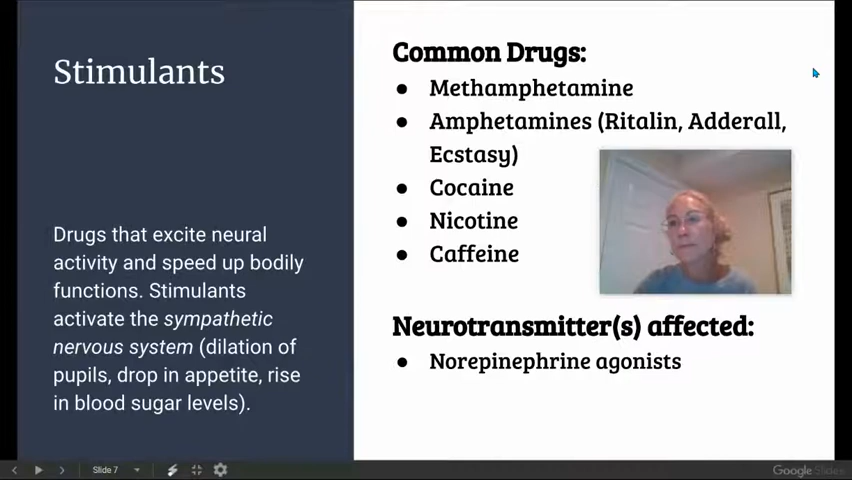 Stimulants
Drugs that excite neural
activity and speed up bodily
functions. Stimulants
activate the sympathetic
nervous system (dilation of
pupils, drop in appetite, rise
in blood sugar levels).
Common Drugs:
● Methamphetamine
● Amphetamines (Ritalin, Adderall,
Ecstasy)
● Cocaine
● Nicotine
● Caffeine
Neurotransmitter(s) affected:
● Norepinephrine agonists
Slide 7
Google Slides